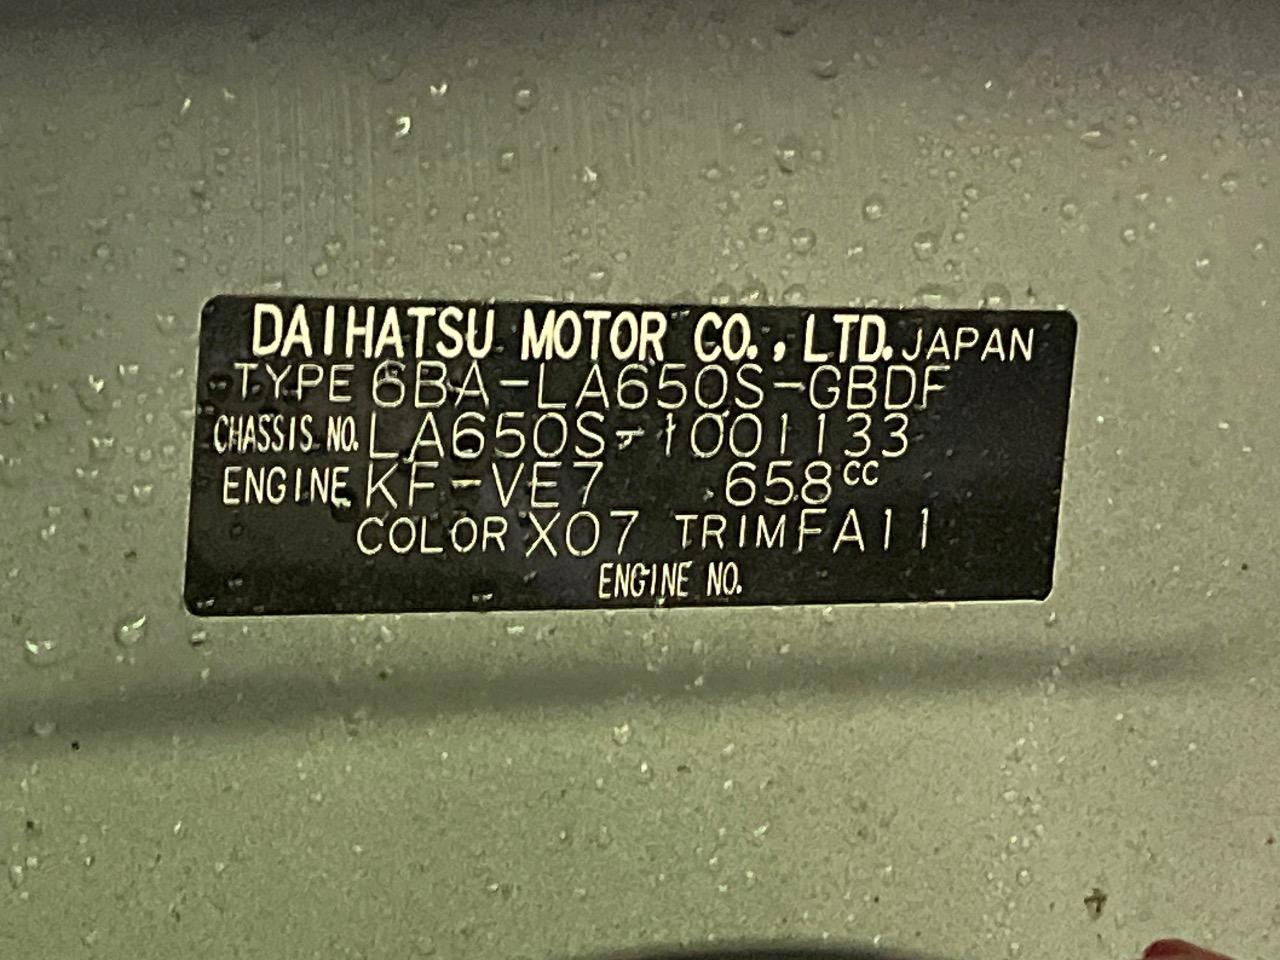 DAIHATSU MOTOR CO., LTD. JAPAN
TYPE 6BA-LA650S-GBDF
CHASSIS NO. LA650S-1001133
ENGINE KF-VE7 658cc
COLOR X07 TRIM FA11
ENGINE NO.